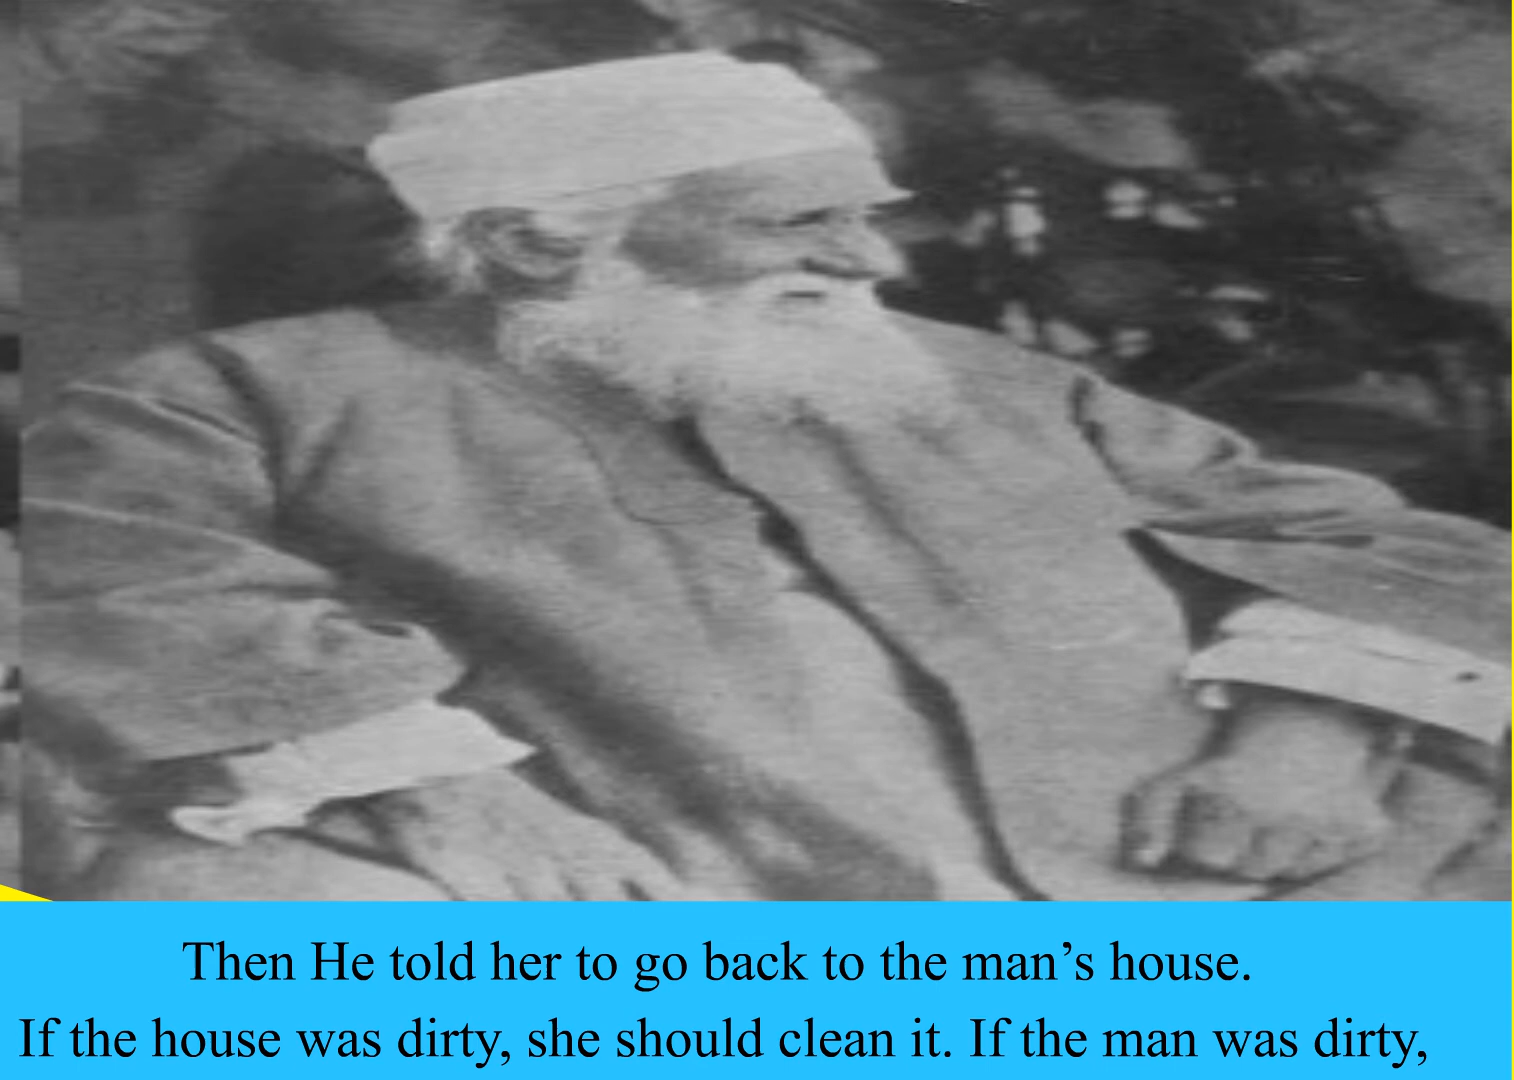 Then He told her to go back to the man’s house.
If the house was dirty, she should clean it. If the man was dirty,